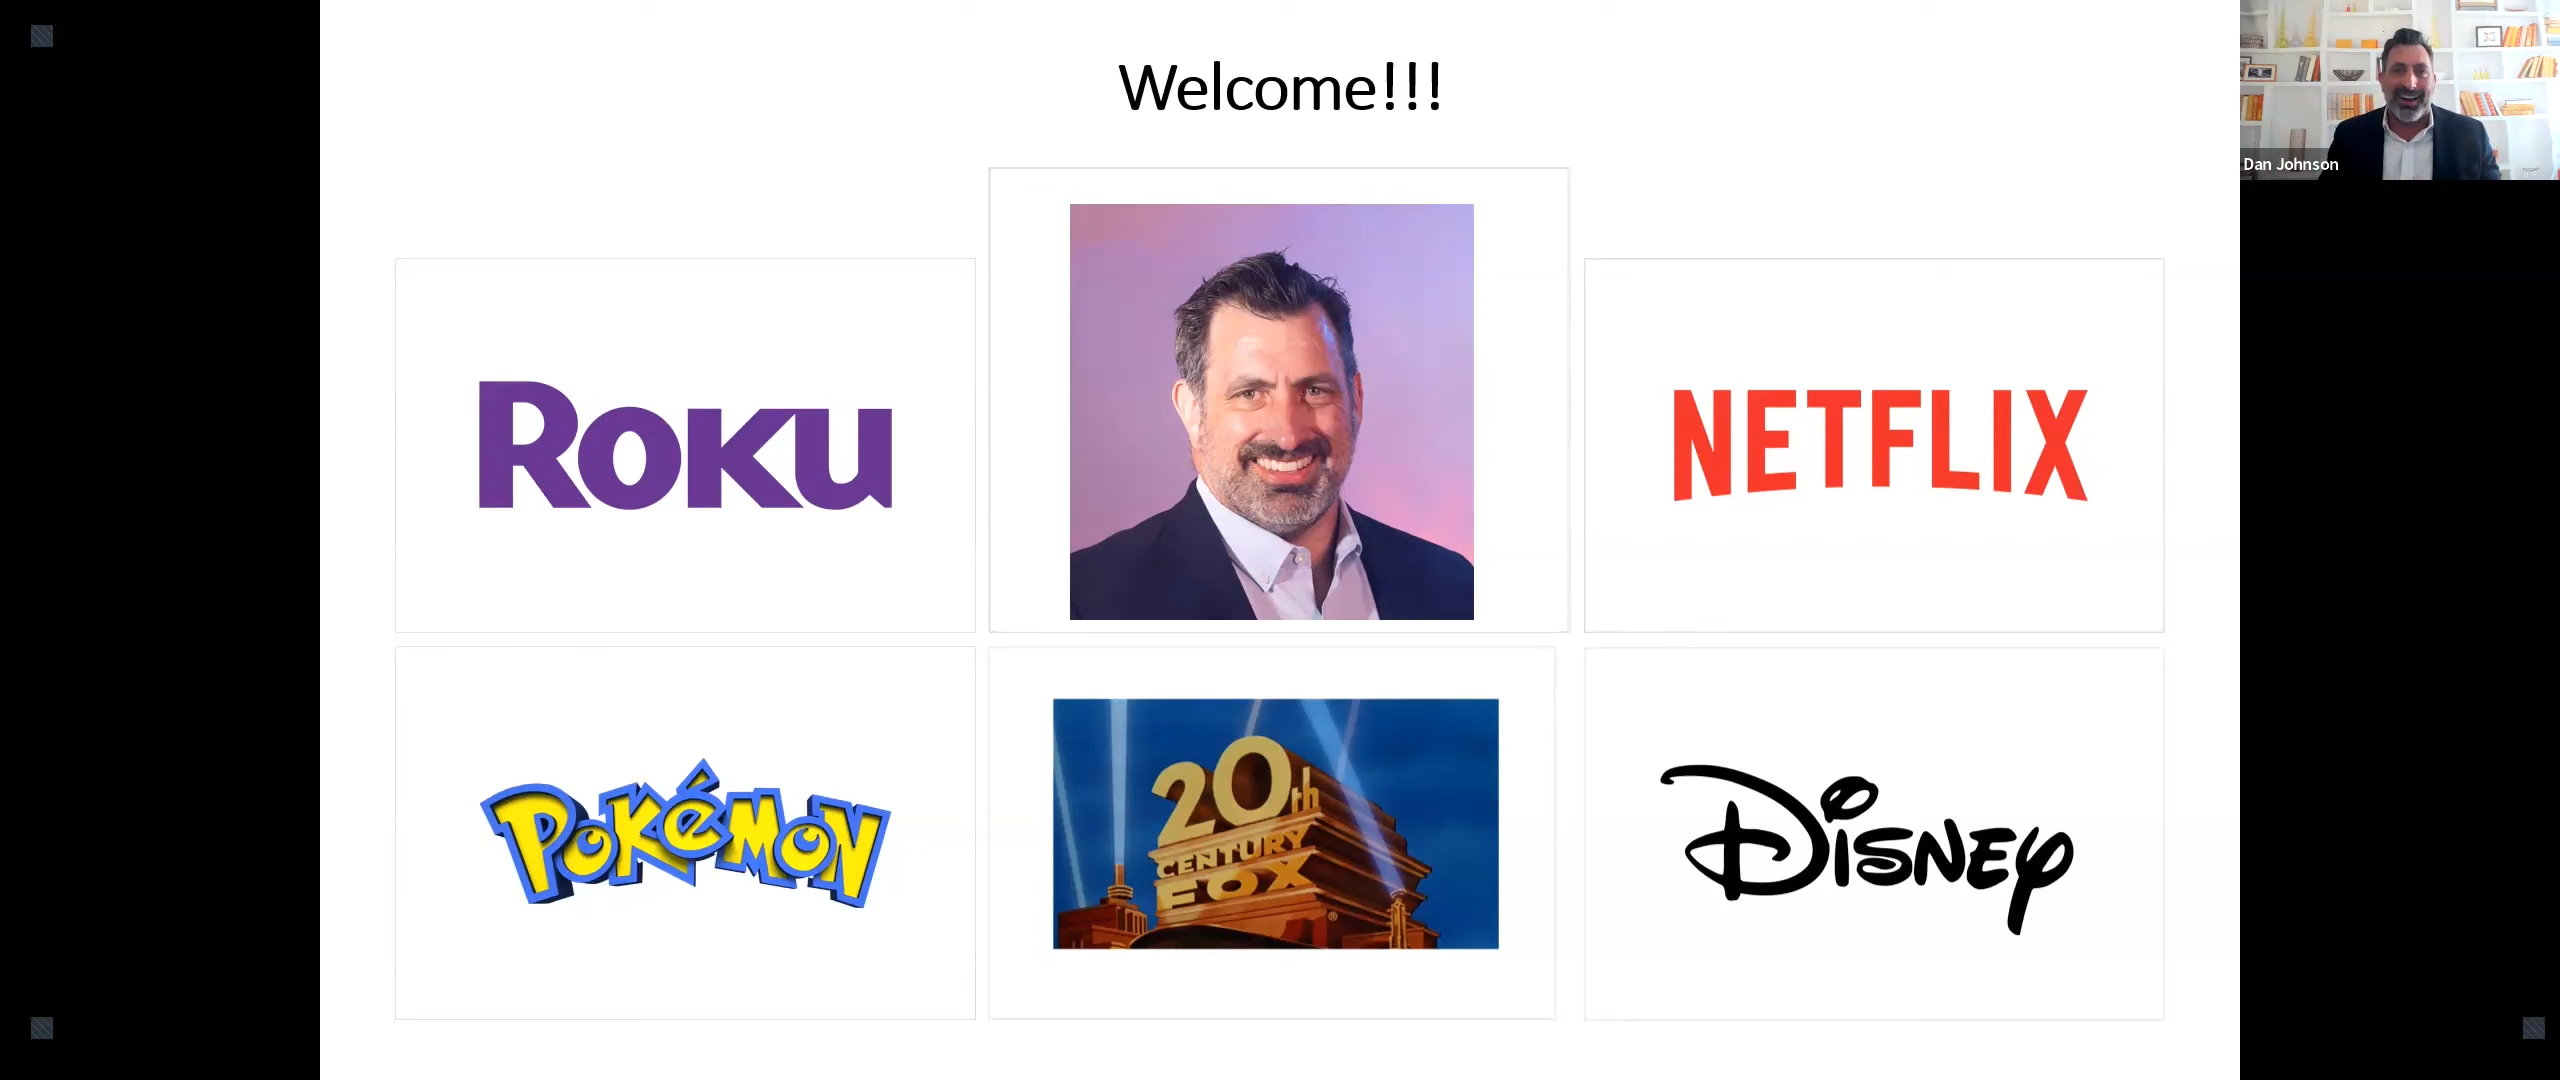 Welcome!!!
Dan Johnson
ROKU
NETFLIX
POKéMON
20th
CENTURY
FOX
®
DISNEY